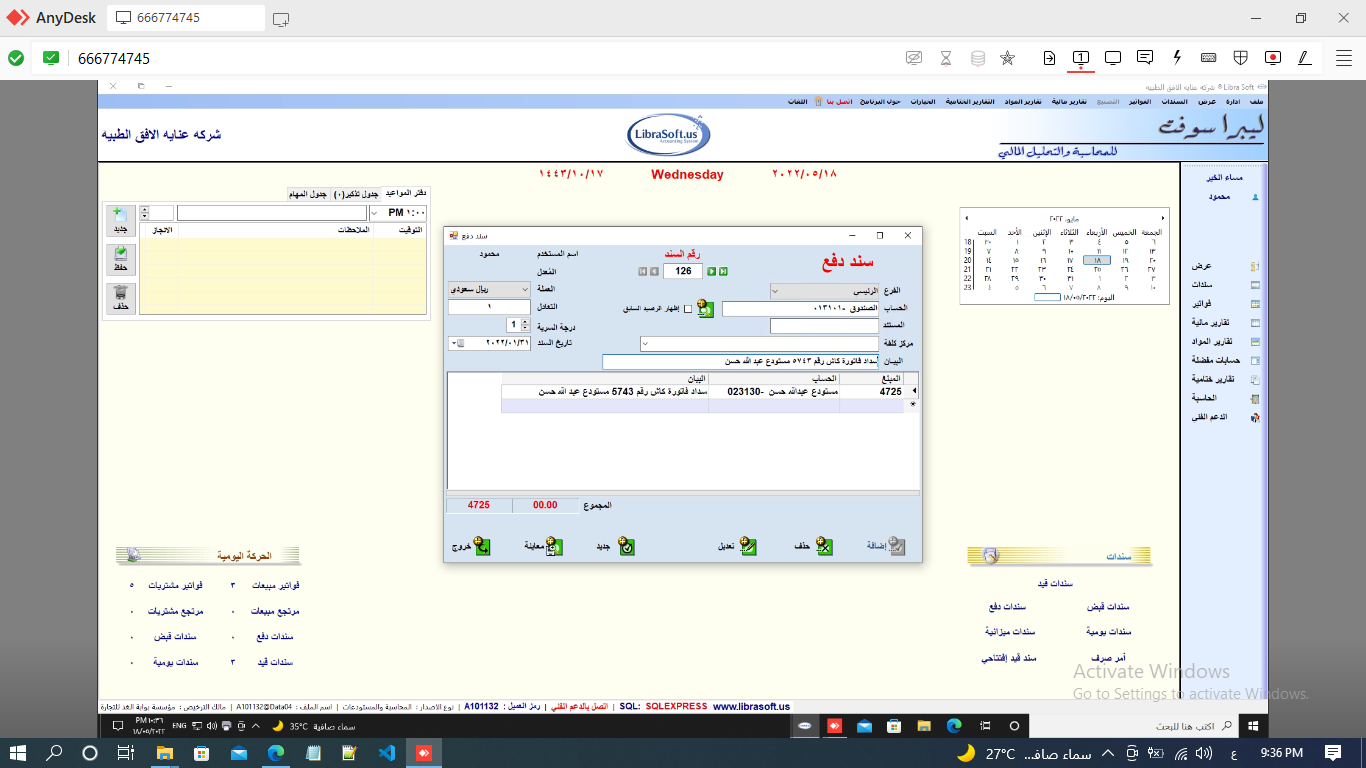 AnyDesk
666774745
666774745
Libra Soft ® شركه عنايه الافق الطبيه
ملف ادارة عرض السندات الفواتير التصنيع تقارير مالية تقارير المواد التقارير الختامية الخيارات حول البرنامج اتصل بنا اللغات
ليبرا سوفت
للمحاسبة والتحليل المالي
LibraSoft.us
Accounting System
شركه عنايه الافق الطبيه
٢٠٢٢/٠٥/١٨ Wednesday ١٤٤٣/١٠/١٧
مساء الخير
محمود
عرض
سندات
فواتير
تقارير مالية
تقارير المواد
حسابات مفضلة
تقارير ختامية
الحاسبة
الدعم الفني
دفتر المواعيد جدول تذكير(٠) جدول المهام
PM ١:٠٠
جديد
حفظ
حذف
التوقيت الملاحظات الانجاز
مايو، ٢٠٢٢
الجمعة الخميس الأربعاء الثلاثاء الإثنين الأحد السبت
٦ ٥ ٤ ٣ ٢ ١ ٣٠ 18
١٣ ١٢ ١١ ١٠ ٩ ٨ ٧ 19
٢٠ ١٩ ١٨ ١٧ ١٦ ١٥ ١٤ 20
٢٧ ٢٦ ٢٥ ٢٤ ٢٣ ٢٢ ٢١ 21
٣ ٢ ١ ٣١ ٣٠ ٢٩ ٢٨ 22
١٠ ٩ ٨ ٧ ٦ ٥ ٤ 23
اليوم: ١٨/٠٥/٢٠٢٢
سند دفع
سند دفع
رقم السند
126
اسم المستخدم محمود
الفعل
الفرع الرئيسي
العملة ريال سعودي
الحساب الصندوق -٠١٣١٠١
إظهار الرصيد السابق
التعادل ١
المستند
درجة السرية 1
مركز كلفة
تاريخ السند ٢٠٢٢/٠١/٣١
البيـان سداد فاتورة كاش رقم ٥٧٤٣ مستودع عبد الله حسن
المبلغ الحساب البيان
4725 مستودع عبدالله حسن -023130 سداد فاتورة كاش رقم 5743 مستودع عبد الله حسن
*
المجموع 00.00 4725
إضافة حذف تعديل جديد معاينة خروج
سندات
سندات قيد
سندات قبض سندات دفع
سندات يومية سندات ميزانية
أمر صرف سند قيد إفتتاحي
الحركة اليومية
فواتير مبيعات ٣ فواتير مشتريات ٥
مرتجع مبيعات ٠ مرتجع مشتريات ٠
سندات دفع ٠ سندات قبض ٠
سندات قيد ٣ سندات يومية ٠
Activate Windows
Go to Settings to activate Windows.
www.librasoft.us SQL: SQLEXPRESS | اتصل بالدعم الفني | رمز العميل : A101132 | نوع الاصدار : المحاسبة والمستودعات | اسم الملف : A101132@Data04 | مالك الترخيص : مؤسسة بوابة الغد للتجارة
اكتب هنا للبحث
سماء صافية 35°C
ENG
PM ١٠:٣٦
١٨/٠٥/٢٠٢٢
27°C سماء صافـ...
ع
9:36 PM